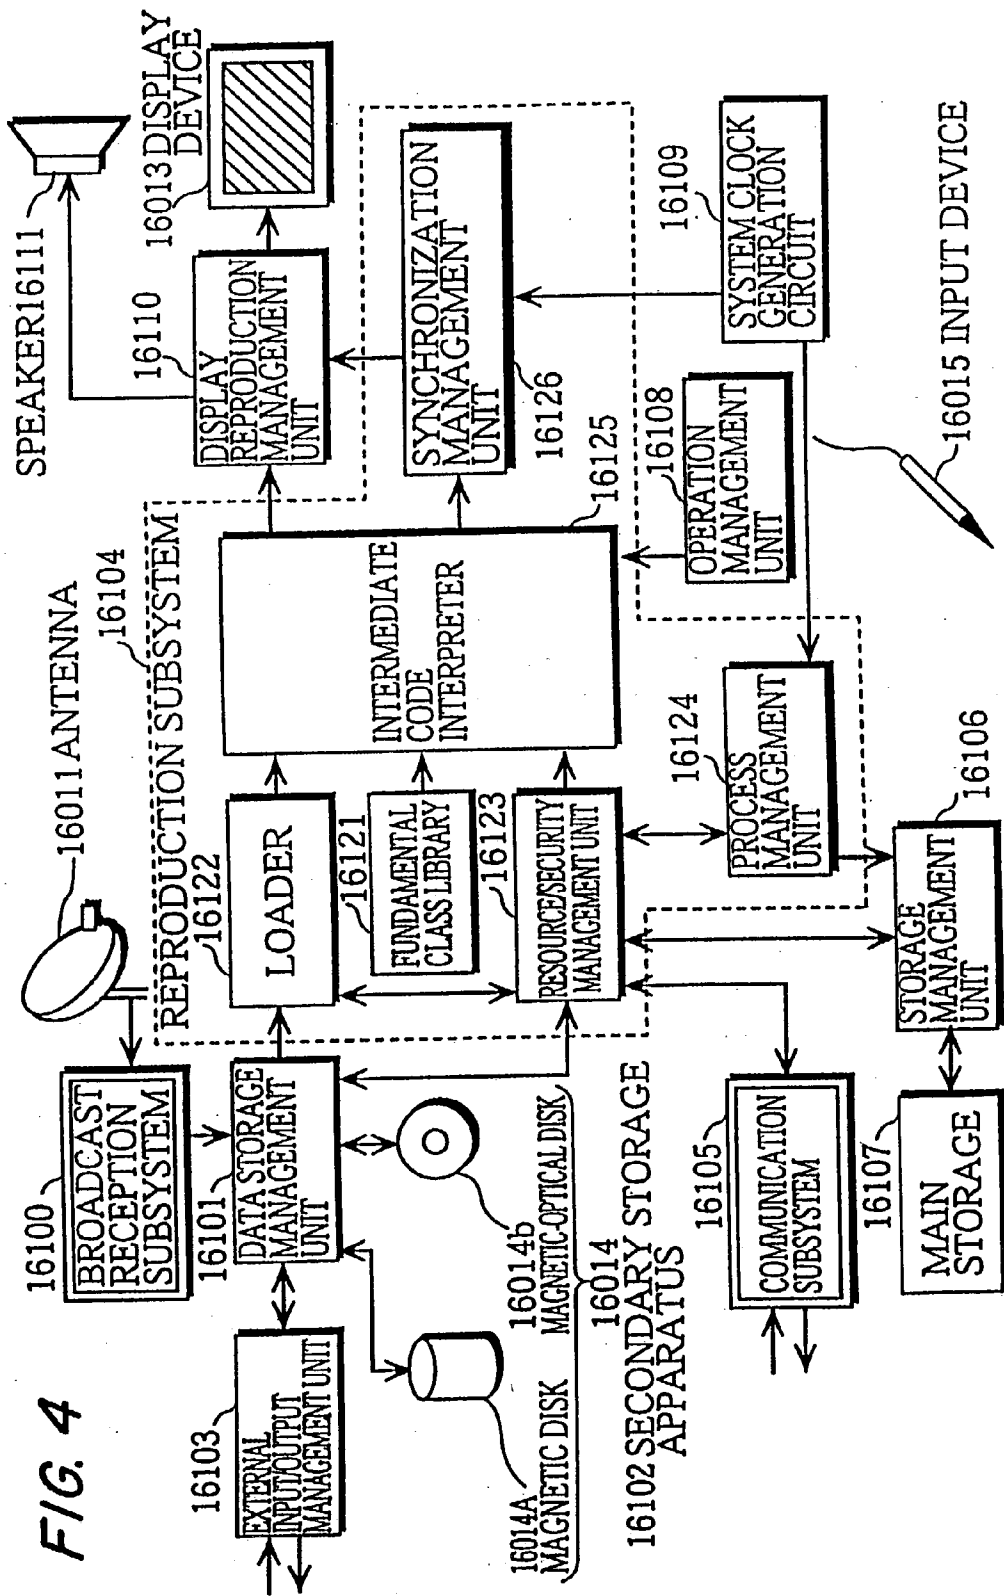 FIG. 4
16011 ANTENNA
16104
SPEAKER 16111
16110
16013 DISPLAY
DEVICE
REPRODUCTION SUBSYSTEM
16100
BROADCAST
RECEPTION
SUBSYSTEM
16122
LOADER
DISPLAY
REPRODUCTION
MANAGEMENT
UNIT
16103
EXTERNAL
INPUT/OUTPUT
MANAGEMENT UNIT
16101
DATA STORAGE
MANAGEMENT
UNIT
16121
FUNDAMENTAL
CLASS LIBRARY
INTERMEDIATE
CODE
INTERPRETER
SYNCHRONIZATION
MANAGEMENT
UNIT
16123
RESOURCE/SECURITY
MANAGEMENT UNIT
16125
16126
16014A
MAGNETIC DISK
16014b
MAGNETIC-OPTICAL DISK
16014
16102 SECONDARY STORAGE
APPARATUS
16124
PROCESS
MANAGEMENT
UNIT
16108
OPERATION
MANAGEMENT
UNIT
16109
SYSTEM CLOCK
GENERATION
CIRCUIT
16105
COMMUNICATION
SUBSYSTEM
16107
MAIN
STORAGE
16106
STORAGE
MANAGEMENT
UNIT
16015 INPUT DEVICE